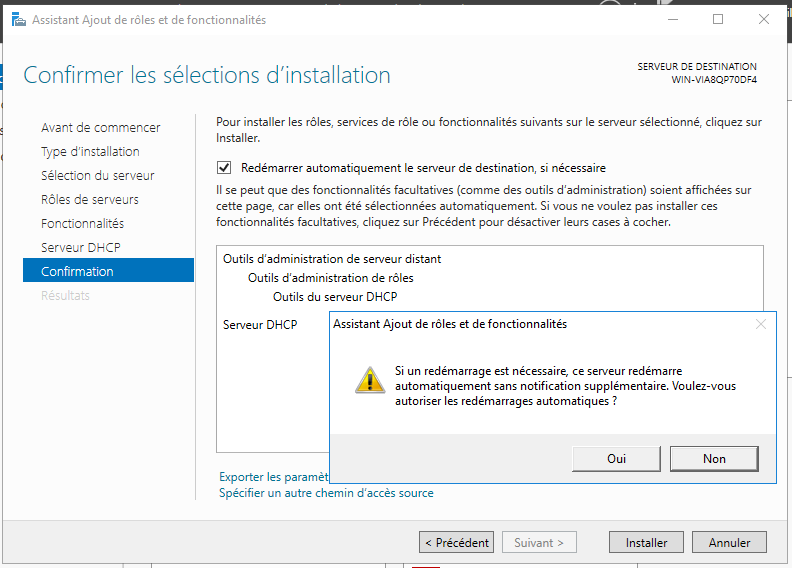 Assistant Ajout de rôles et de fonctionnalités
Confirmer les sélections d'installation
SERVEUR DE DESTINATION
WIN-VIA8QP70DF4
Avant de commencer
Type d'installation
Sélection du serveur
Rôles de serveurs
Fonctionnalités
Serveur DHCP
Confirmation
Résultats
Pour installer les rôles, services de rôle ou fonctionnalités suivants sur le serveur sélectionné, cliquez sur
Installer.
Redémarrer automatiquement le serveur de destination, si nécessaire
Il se peut que des fonctionnalités facultatives (comme des outils d'administration) soient affichées sur
cette page, car elles ont été sélectionnées automatiquement. Si vous ne voulez pas installer ces
fonctionnalités facultatives, cliquez sur Précédent pour désactiver leurs cases à cocher.
Outils d'administration de serveur distant
Outils d'administration de rôles
Outils du serveur DHCP
Serveur DHCP
Assistant Ajout de rôles et de fonctionnalités
Si un redémarrage est nécessaire, ce serveur redémarre
automatiquement sans notification supplémentaire. Voulez-vous
autoriser les redémarrages automatiques ?
Oui
Non
Exporter les paramèt
Spécifier un autre chemin d'accès source
< Précédent
Suivant >
Installer
Annuler